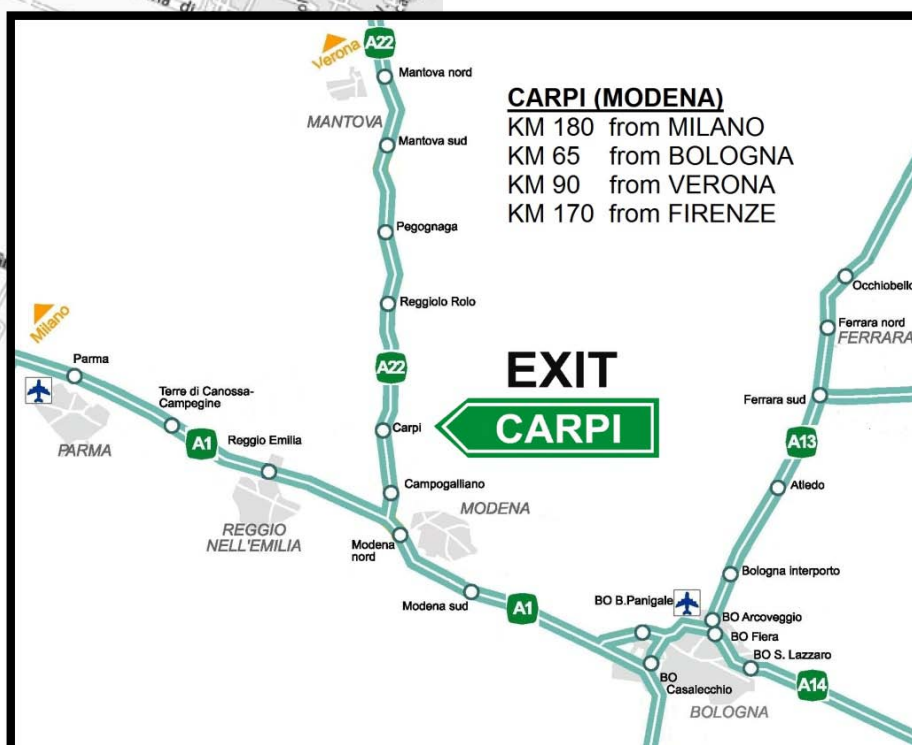 Verona
A22
Mantova nord
MANTOVA
Mantova sud
CARPI (MODENA)
KM 180 from MILANO
KM 65 from BOLOGNA
KM 90 from VERONA
KM 170 from FIRENZE
Pegognaga
Occhiobello
Reggiolo Rolo
Milano
Ferrara nord
FERRARA
Parma
A22
EXIT
CARPI
Terre di Canossa-
Campegine
Ferrara sud
Carpi
PARMA
A1
Reggio Emilia
A13
Campogalliano
Altedo
MODENA
REGGIO
NELL'EMILIA
Modena
nord
Bologna interporto
Modena sud
A1
BO B.Panigale
BO Arcoveggio
BO Fiera
BO S. Lazzaro
BO
Casalecchio
A14
BOLOGNA